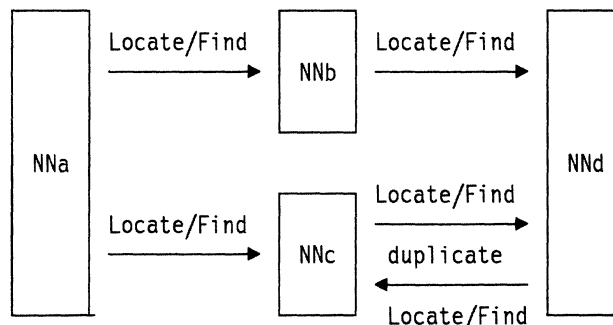 Locate/Find Locate/Find
NNb
NNa NNd
Locate/Find
Locate/Find
NNc duplicate
Locate/Find